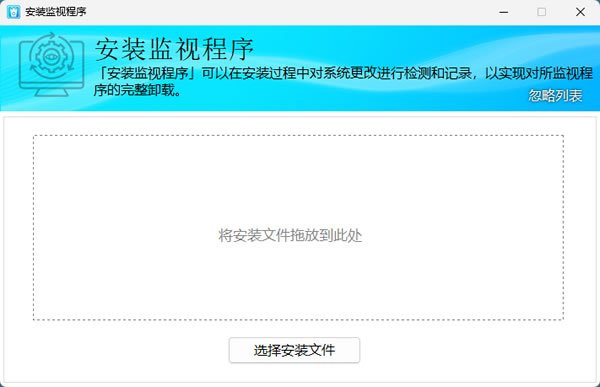 安装监视程序
安装监视程序
「安装监视程序」可以在安装过程中对系统更改进行检测和记录，以实现对所监视程
序的完整卸载。
忽略列表
将安装文件拖放到此处
选择安装文件